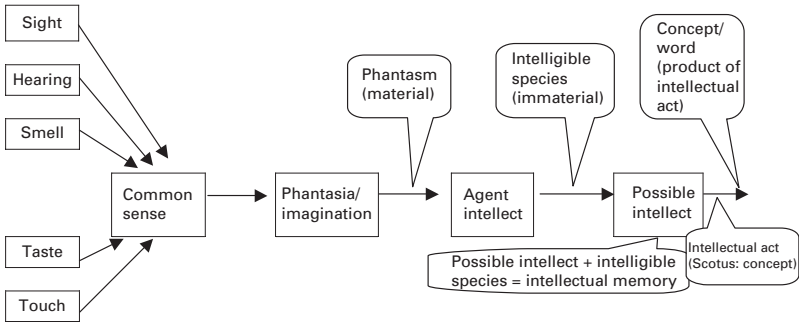 Sight
Hearing
Smell
Taste
Touch
Common
sense
Phantasia/
imagination
Phantasm
(material)
Agent
intellect
Intelligible
species
(immaterial)
Possible
intellect
Concept/
word
(product of
intellectual
act)
Intellectual act
(Scotus: concept)
Possible intellect + intelligible
species = intellectual memory